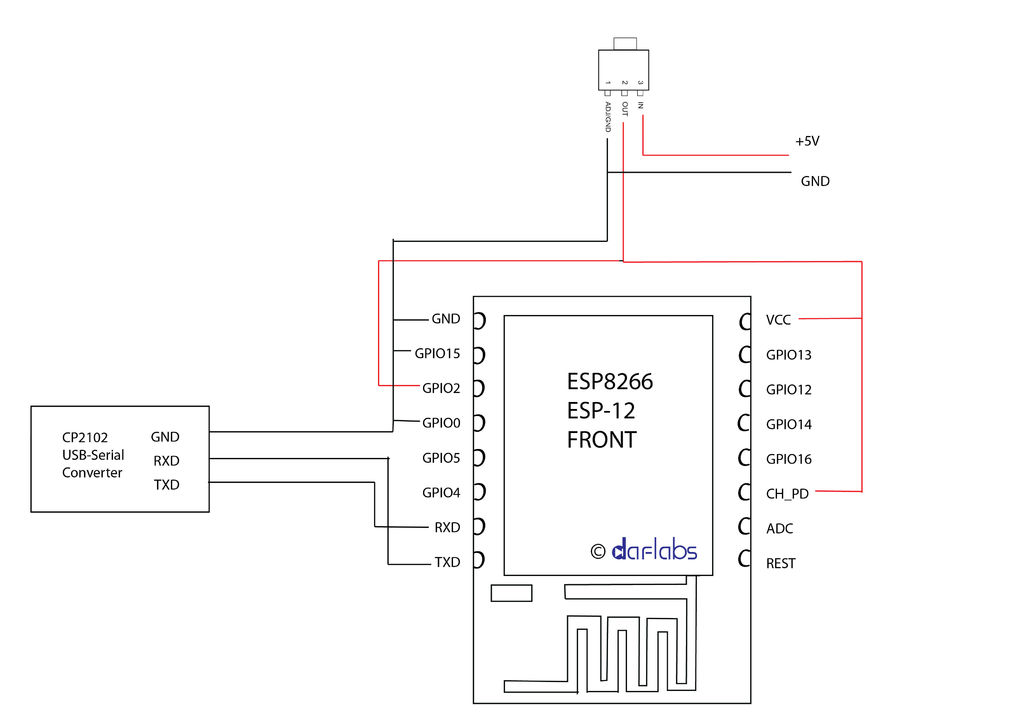 1 2 3
ADJ/GND OUT IN
+5V
GND
GND
GPIO15
GPIO2
GPIO0
GPIO5
GPIO4
RXD
TXD
ESP8266
ESP-12
FRONT
© darlabs
VCC
GPIO13
GPIO12
GPIO14
GPIO16
CH_PD
ADC
REST
CP2102
USB-Serial
Converter
GND
RXD
TXD